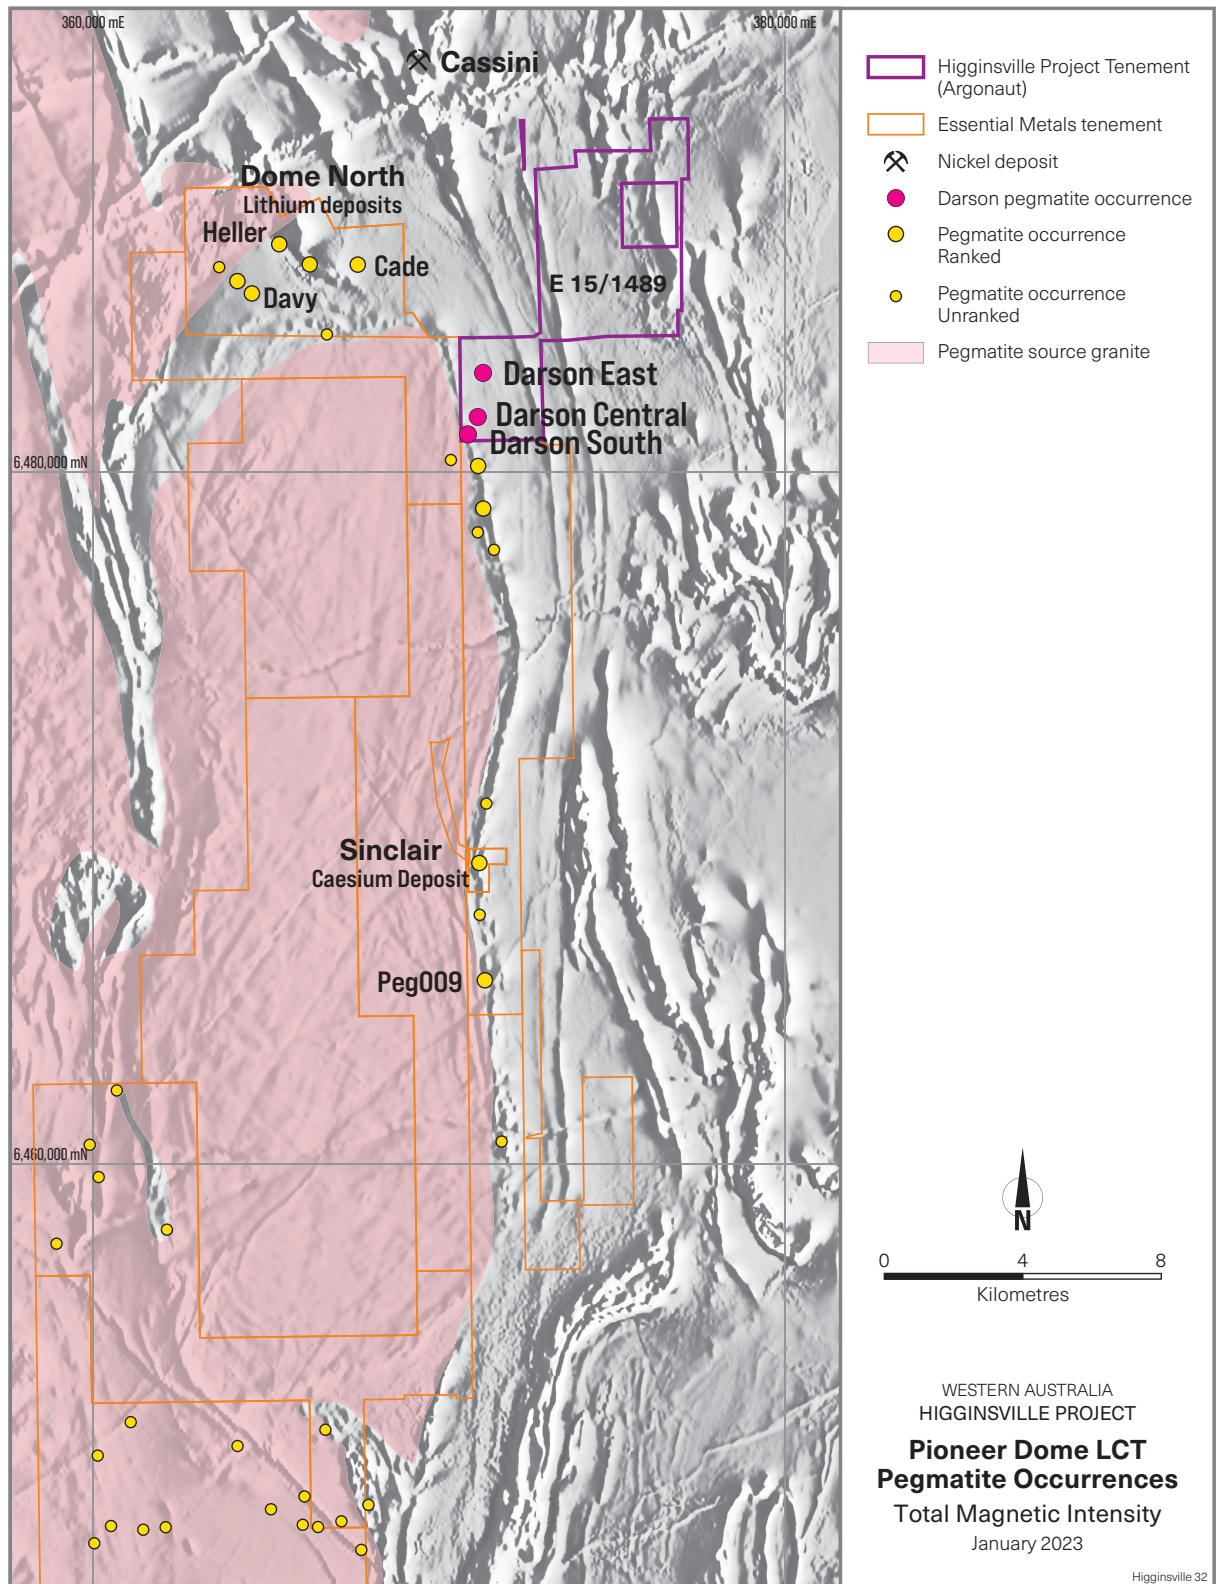 360,000 mE
380,000 mE
Cassini
Dome North
Lithium deposits
Heller
Cade
Davy
E 15/1489
Darson East
Darson Central
Darson South
6,480,000 mN
Sinclair
Caesium Deposit
Peg009
6,460,000 mN
Higginsville Project Tenement
(Argonaut)
Essential Metals tenement
Nickel deposit
Darson pegmatite occurrence
Pegmatite occurrence
Ranked
Pegmatite occurrence
Unranked
Pegmatite source granite
N
0 4 8
Kilometres
WESTERN AUSTRALIA
HIGGINSVILLE PROJECT
Pioneer Dome LCT
Pegmatite Occurrences
Total Magnetic Intensity
January 2023
Higginsville 32